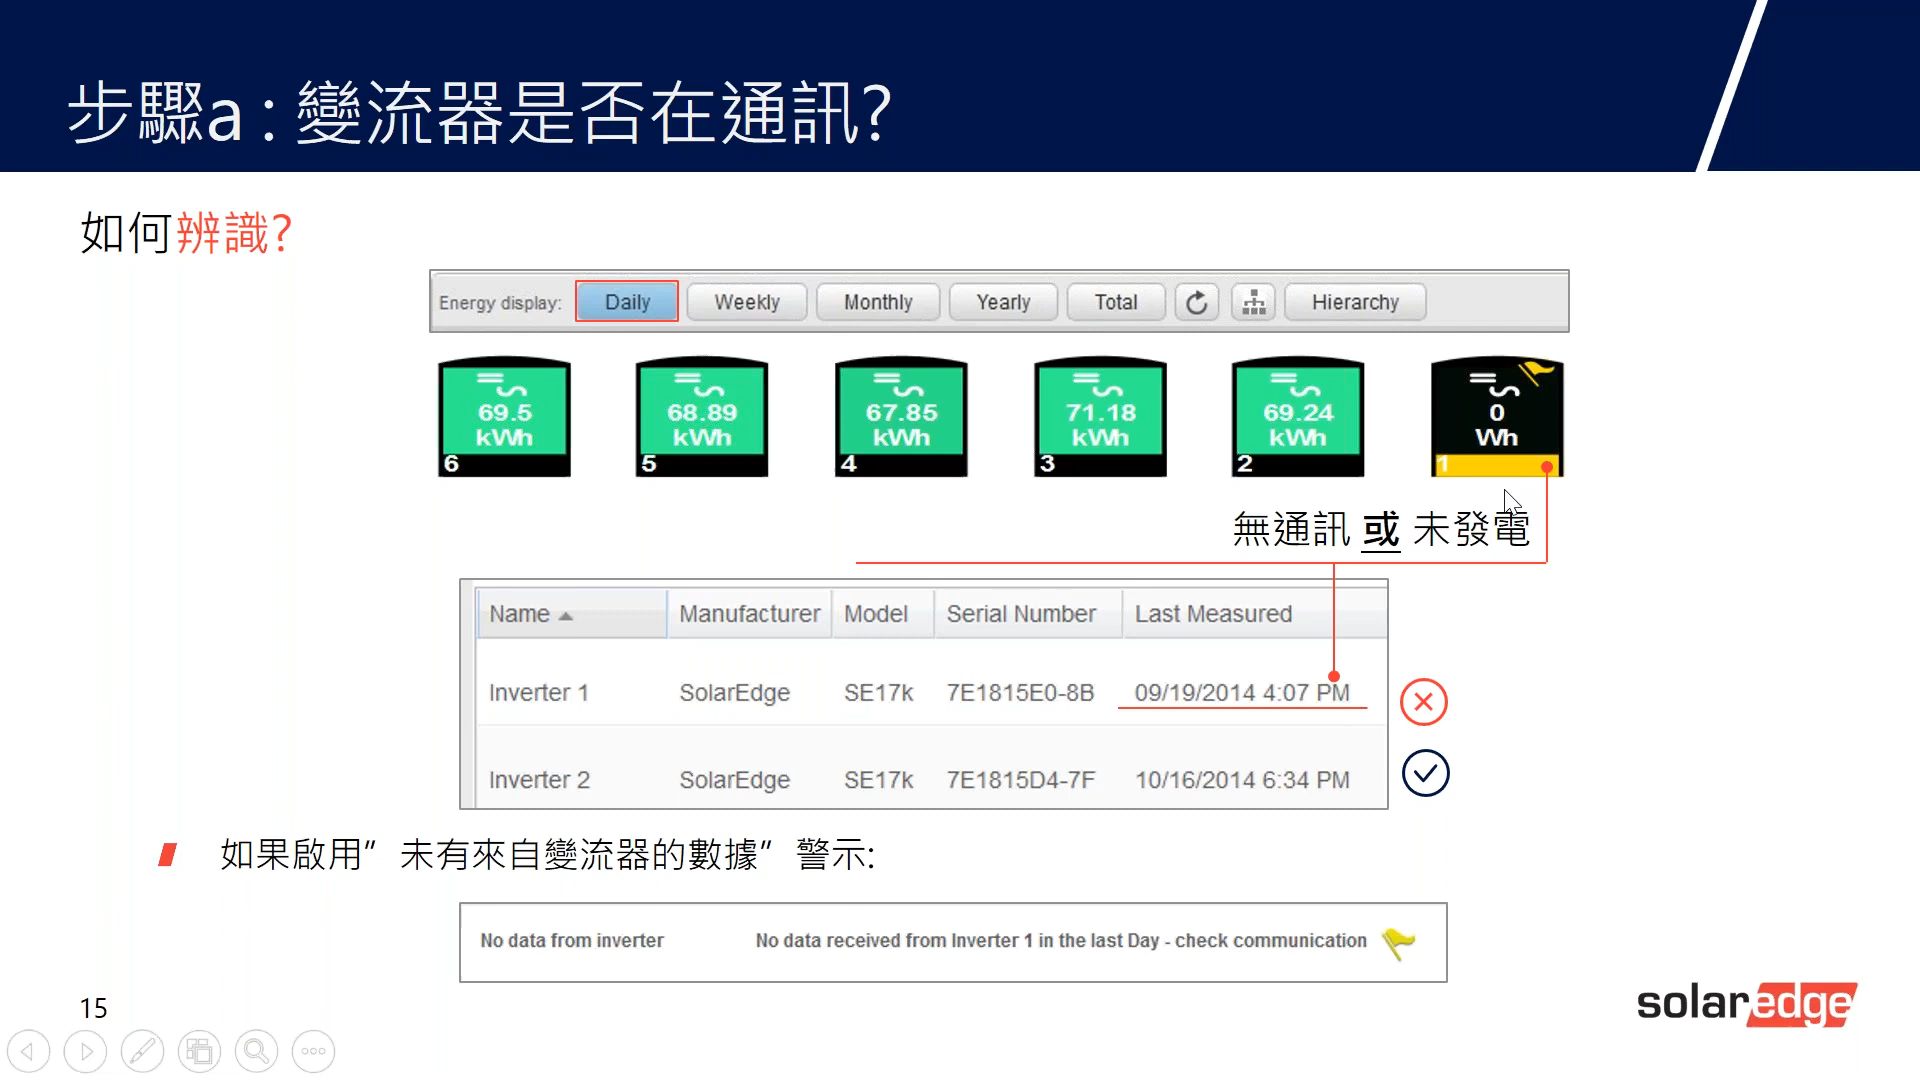 步驟a : 變流器是否在通訊?
如何辨識?
Energy display: Daily Weekly Monthly Yearly Total Hierarchy
69.5 kWh 6
68.89 kWh 5
67.85 kWh 4
71.18 kWh 3
69.24 kWh 2
0 Wh 1
無通訊 或 未發電
Name Manufacturer Model Serial Number Last Measured
Inverter 1 SolarEdge SE17k 7E1815E0-8B 09/19/2014 4:07 PM
Inverter 2 SolarEdge SE17k 7E1815D4-7F 10/16/2014 6:34 PM
如果啟用” 未有來自變流器的數據” 警示:
No data from inverter No data received from Inverter 1 in the last Day - check communication
15
solaredge